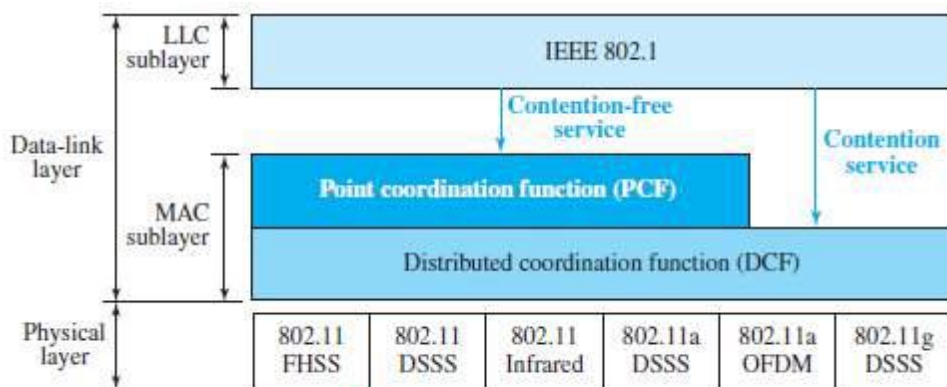 LLC
sublayer
IEEE 802.1
Contention-free
service
Contention
service
Data-link
layer
MAC
sublayer
Point coordination function (PCF)
Distributed coordination function (DCF)
Physical
layer
802.11
FHSS
802.11
DSSS
802.11
Infrared
802.11a
DSSS
802.11a
OFDM
802.11g
DSSS